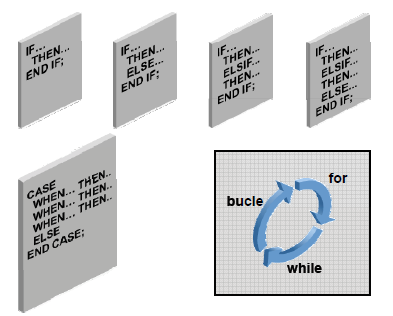 IF...
THEN...
END IF;
IF...
THEN...
ELSE...
END IF;
IF...
THEN...
ELSIF...
THEN...
END IF;
IF...
THEN...
ELSIF...
THEN...
ELSE...
END IF;
CASE
WHEN... THEN..
WHEN... THEN..
WHEN... THEN..
ELSE
END CASE;
for
bucle
while